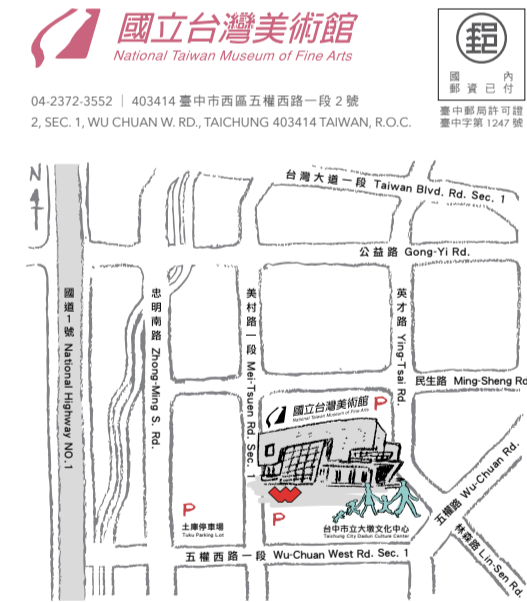 國立台灣美術館
National Taiwan Museum of Fine Arts
郵
國內
郵資已付
臺中郵局許可證
臺中字第 1247 號
04-2372-3552 | 403414 臺中市西區五權西路一段 2 號
2, SEC. 1, WU CHUAN W. RD., TAICHUNG 403414 TAIWAN, R.O.C.
N
台灣大道一段 Taiwan Blvd. Rd. Sec. 1
公益路 Gong-Yi Rd.
國道1號 National Highway NO.1
忠明南路 Zhong-Ming S. Rd.
美村路一段 Mei-Tsuen Rd. Sec. 1
英才路 Ying-Tsai Rd.
民生路 Ming-Sheng Rd
國立台灣美術館
National Taiwan Museum of Fine Arts
P
五權路 Wu-Chuan Rd.
林森路 Lin-Sen Rd.
P
土庫停車場
Tuku Parking Lot
P
台中市立大墩文化中心
Taichung City Dadun Culture Center
五權西路一段 Wu-Chuan West Rd. Sec. 1